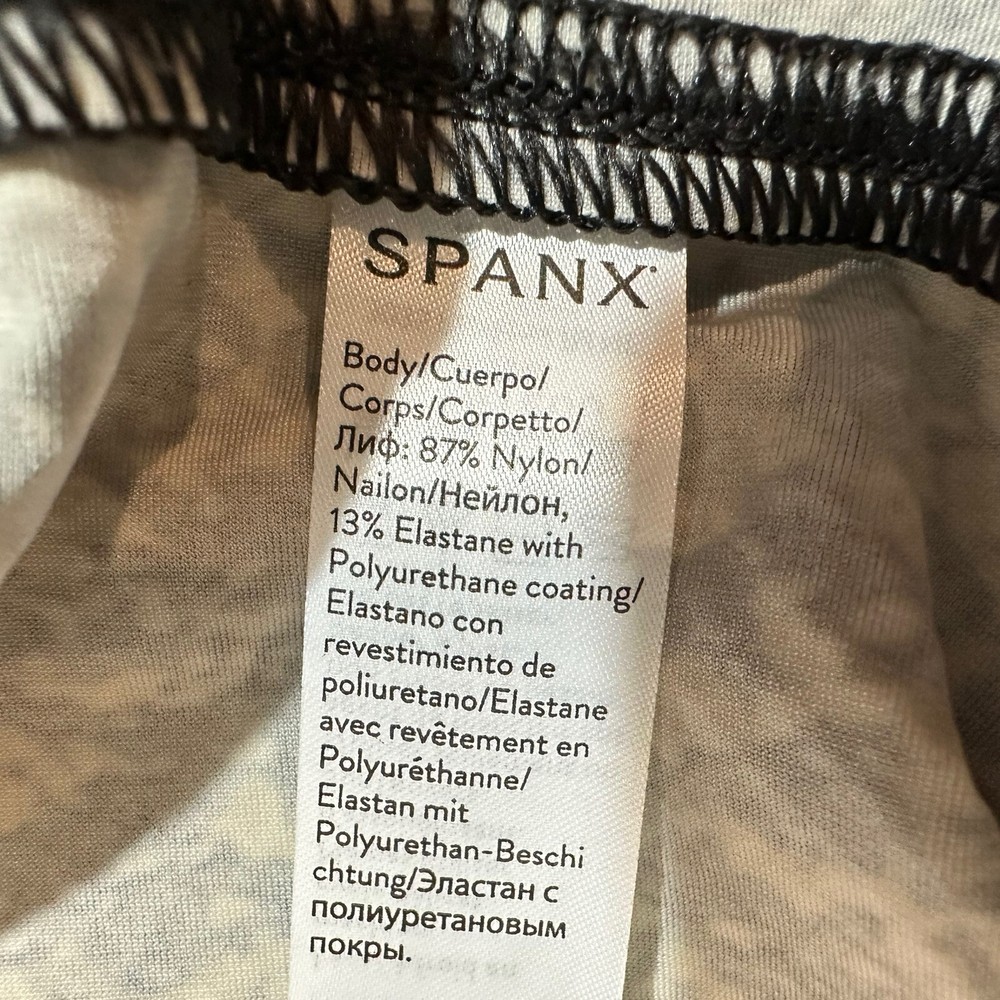 SPANX
Body/Cuerpo/
Corps/Corpetto/
Лиф: 87% Nylon/
Nailon/Нейлон,
13% Elastane with
Polyurethane coating/
Elastano con
revestimiento de
poliuretano/Elastane
avec revêtement en
Polyuréthanne/
Elastan mit
Polyurethan-Beschi
chtung/Эластан с
полиуретановым
покры.